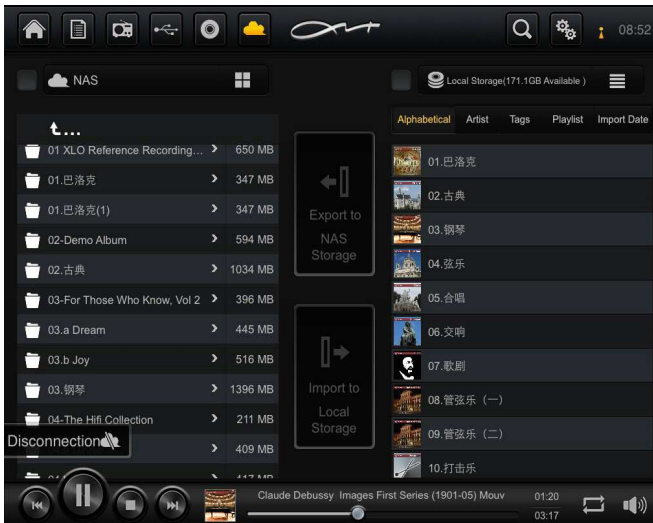 08:52
NAS
Local Storage(171.1GB Available )
Alphabetical Artist Tags Playlist Import Date
...
01 XLO Reference Recording... 650 MB
01.巴洛克 347 MB
01.巴洛克(1) 347 MB
02-Demo Album 594 MB
02.古典 1034 MB
03-For Those Who Know, Vol 2 396 MB
03.a Dream 445 MB
03.b Joy 516 MB
03.钢琴 1396 MB
04-The Hifi Collection 211 MB
Disconnection
409 MB
Export to
NAS
Storage
Import to
Local
Storage
01.巴洛克
02.古典
03.钢琴
04.弦乐
05.合唱
06.交响
07.歌剧
08.管弦乐（一）
09.管弦乐（二）
10.打击乐
Claude Debussy Images First Series (1901-05) Mouv
01:20
03:17